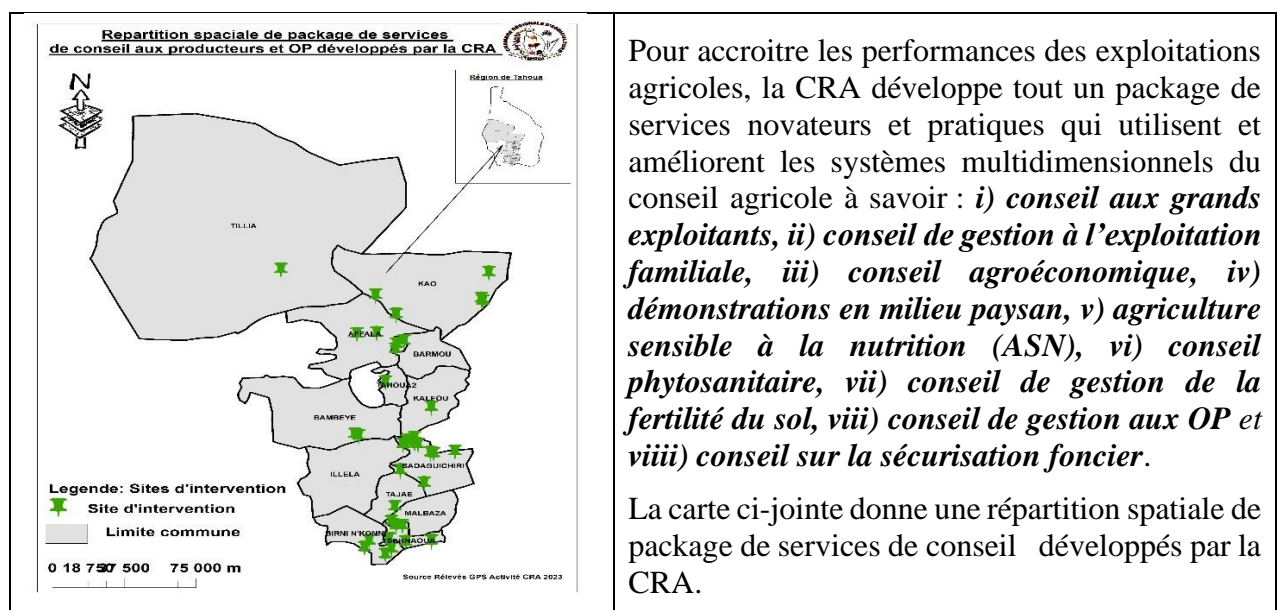 Repartition spaciale de package de services
de conseil aux producteurs et OP développés par la CRA
TAHOUA
Région de Tahoua
N
TILLIA
KAO
AFFALA
BARMOU
TAHOUA2
KALFOU
BAMBEYE
ILLELA
BADAGUICHIRI
TAJAE
MALBAZA
BIRNI N'KONNI
TSERNAOUA
Legende: Sites d'intervention
Site d'intervention
Limite commune
0 18 750 37 500 75 000 m
Source Rélevés GPS Activité CRA 2023
Pour accroitre les performances des exploitations
agricoles, la CRA développe tout un package de
services novateurs et pratiques qui utilisent et
améliorent les systèmes multidimensionnels du
conseil agricole à savoir : i) conseil aux grands
exploitants, ii) conseil de gestion à l'exploitation
familiale, iii) conseil agroéconomique, iv)
démonstrations en milieu paysan, v) agriculture
sensible à la nutrition (ASN), vi) conseil
phytosanitaire, vii) conseil de gestion de la
fertilité du sol, viii) conseil de gestion aux OP et
viiii) conseil sur la sécurisation foncier.
La carte ci-jointe donne une répartition spatiale de
package de services de conseil développés par la
CRA.